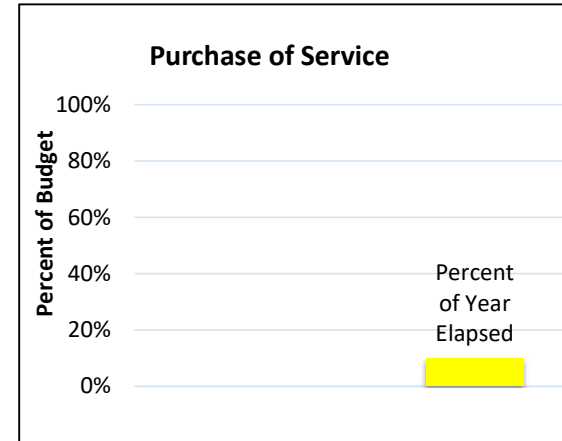 Purchase of Service
Percent of Budget
100%
80%
60%
40%
20%
0%
Percent
of Year
Elapsed